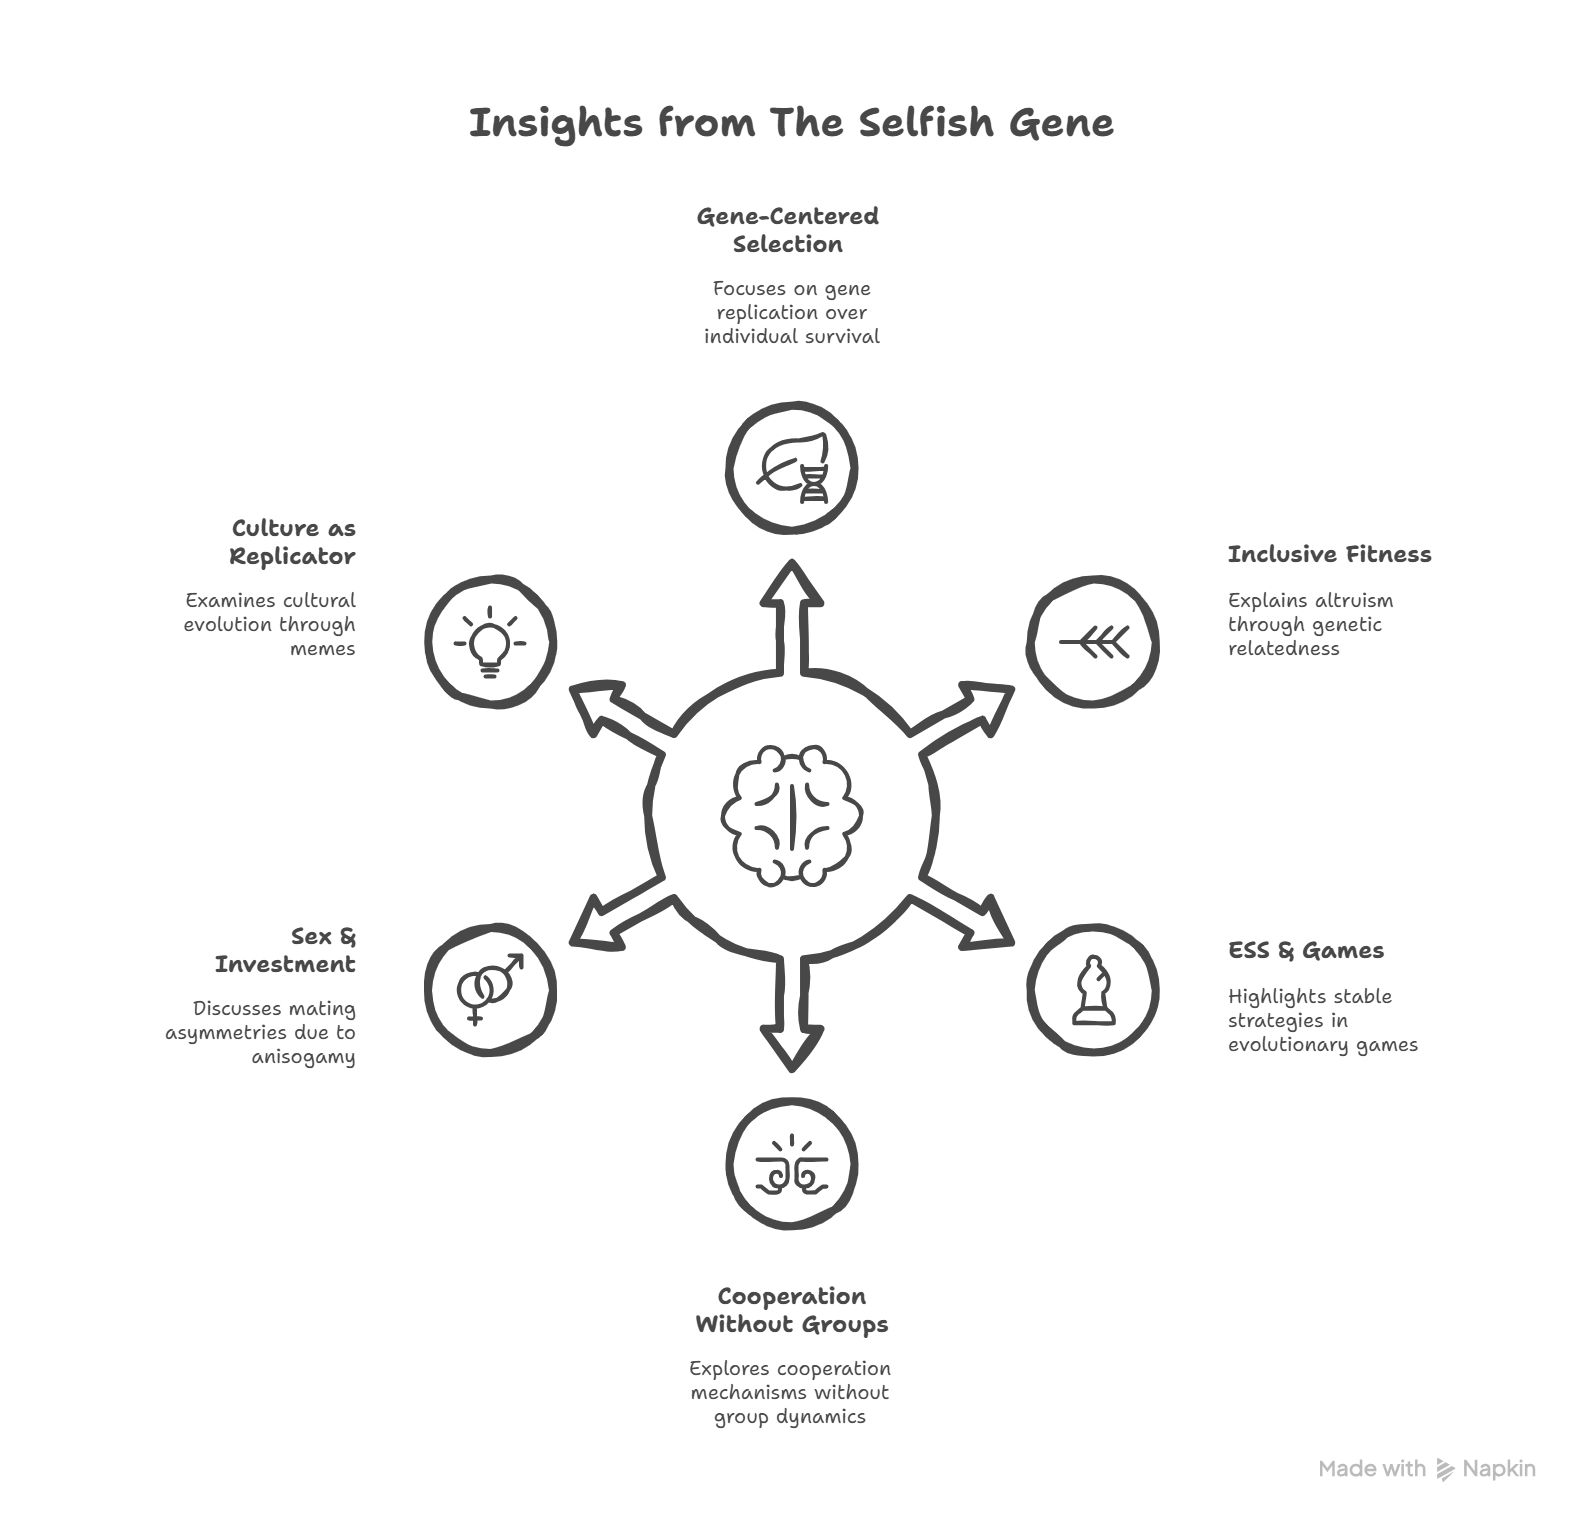 Insights from The Selfish Gene
Gene-Centered
Selection
Focuses on gene
replication over
individual survival
Culture as
Replicator
Examines cultural
evolution through
memes
Inclusive Fitness
Explains altruism
through genetic
relatedness
Sex &
Investment
Discusses mating
asymmetries due to
anisogamy
ESS & Games
Highlights stable
strategies in
evolutionary games
Cooperation
Without Groups
Explores cooperation
mechanisms without
group dynamics
Made with Napkin